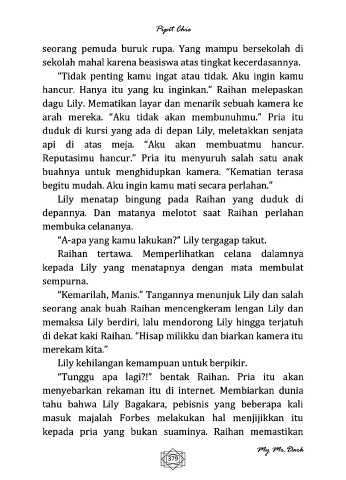 Pipit Chie
seorang pemuda buruk rupa. Yang mampu bersekolah di
sekolah mahal karena beasiswa atas tingkat kecerdasannya.
“Tidak penting kamu ingat atau tidak. Aku ingin kamu
hancur. Hanya itu yang ku inginkan.” Raihan melepaskan
dagu Lily. Mematikan layar dan menarik sebuah kamera ke
arah mereka. “Aku tidak akan membunuhmu.” Pria itu
duduk di kursi yang ada di depan Lily, meletakkan senjata
api di atas meja. “Aku akan membuatmu hancur.
Reputasimu hancur.” Pria itu menyuruh salah satu anak
buahnya untuk menghidupkan kamera. “Kematian terasa
begitu mudah. Aku ingin kamu mati secara perlahan.”
Lily menatap bingung pada Raihan yang duduk di
depannya. Dan matanya melotot saat Raihan perlahan
membuka celananya.
“A-apa yang kamu lakukan?” Lily tergagap takut.
Raihan tertawa. Memperlihatkan celana dalamnya
kepada Lily yang menatapnya dengan mata membulat
sempurna.
“Kemarilah, Manis.” Tangannya menunjuk Lily dan salah
seorang anak buah Raihan mencengkeram lengan Lily dan
memaksa Lily berdiri, lalu mendorong Lily hingga terjatuh
di dekat kaki Raihan. “Hisap milikku dan biarkan kamera itu
merekam kita.”
Lily kehilangan kemampuan untuk berpikir.
“Tunggu apa lagi?!” bentak Raihan. Pria itu akan
menyebarkan rekaman itu di internet. Membiarkan dunia
tahu bahwa Lily Bagakara, pebisnis yang beberapa kali
masuk majalah Forbes melakukan hal menjijikkan itu
kepada pria yang bukan suaminya. Raihan memastikan
My Mr. Dark
379